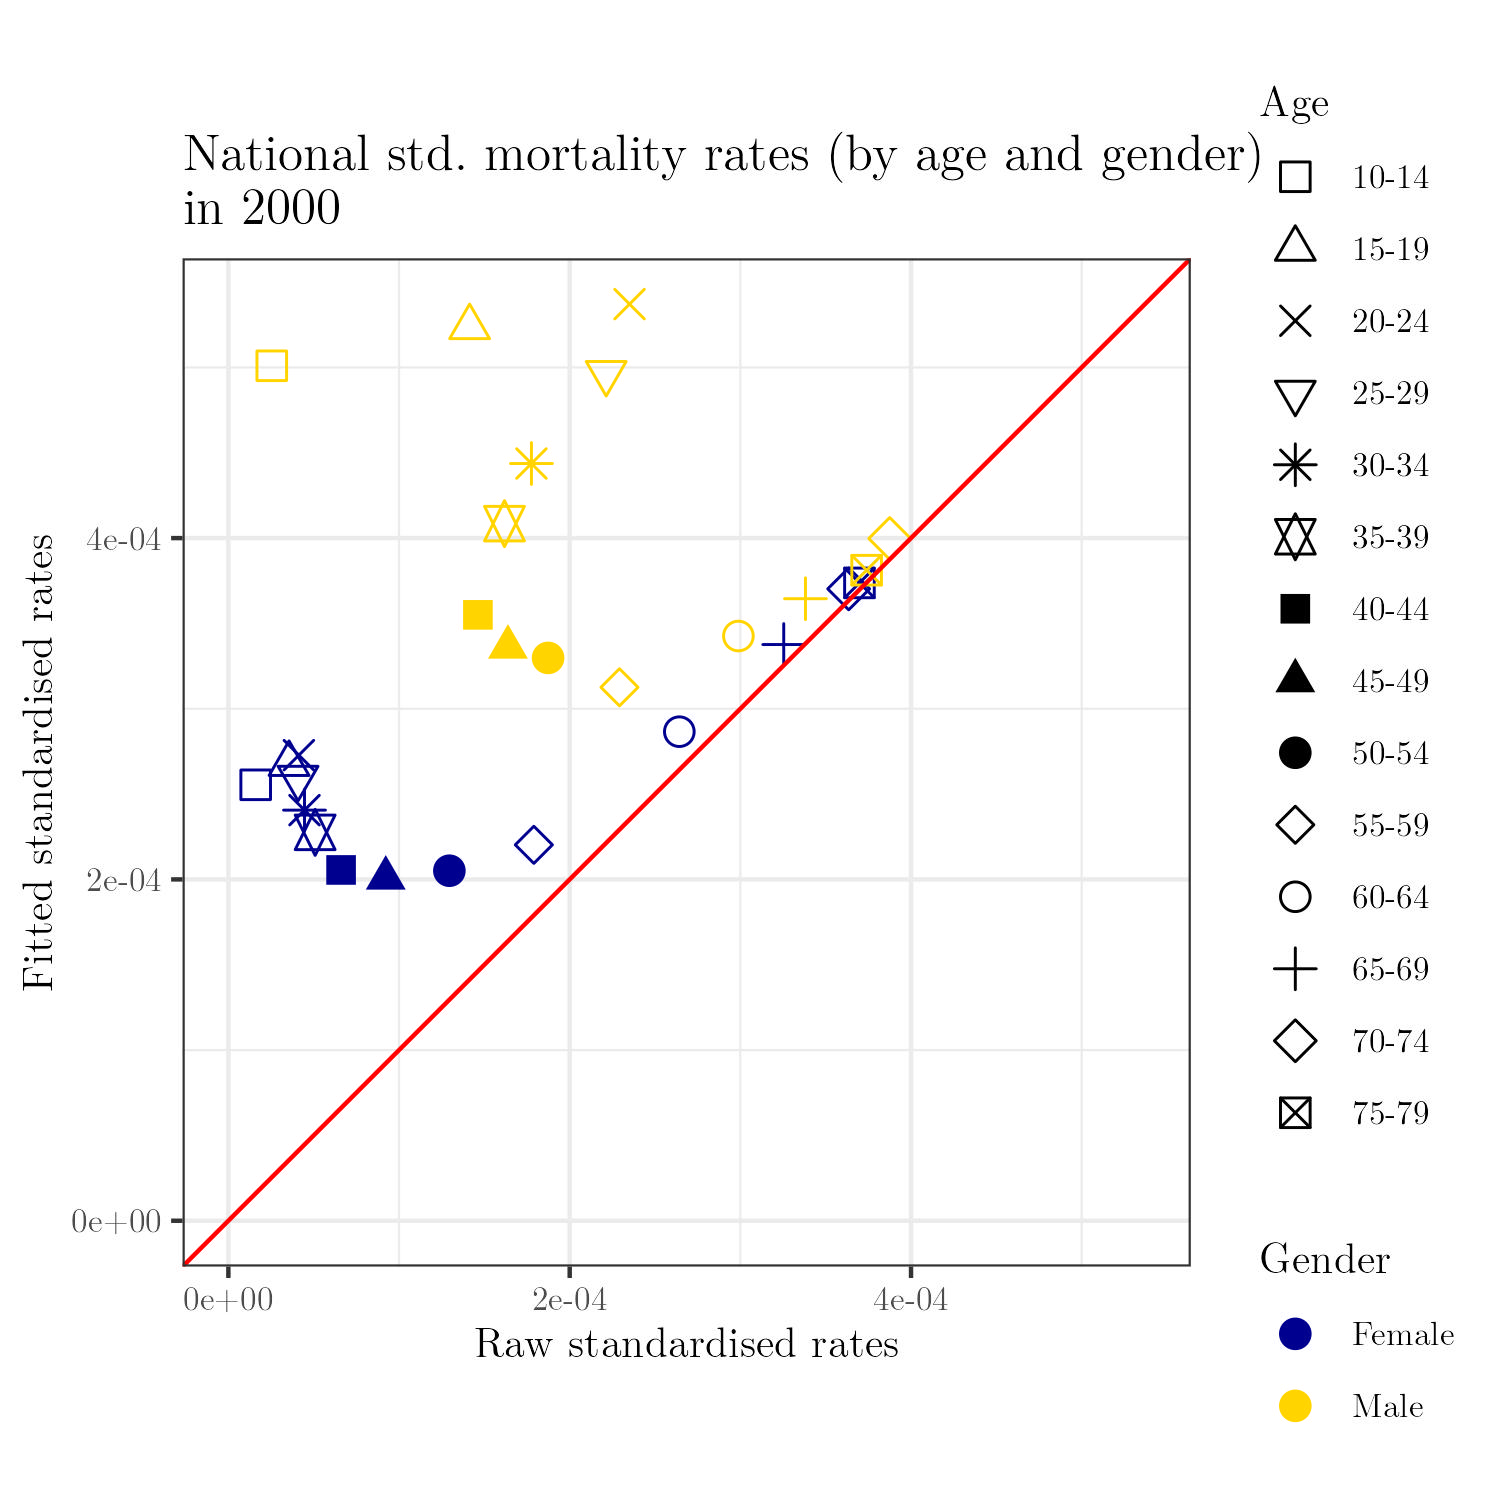 National std. mortality rates (by age and gender)
in 2000
Fitted standardised rates
4e-04
2e-04
0e+00
0e+00
2e-04
4e-04
Raw standardised rates
Age
10-14
15-19
20-24
25-29
30-34
35-39
40-44
45-49
50-54
55-59
60-64
65-69
70-74
75-79
Gender
Female
Male